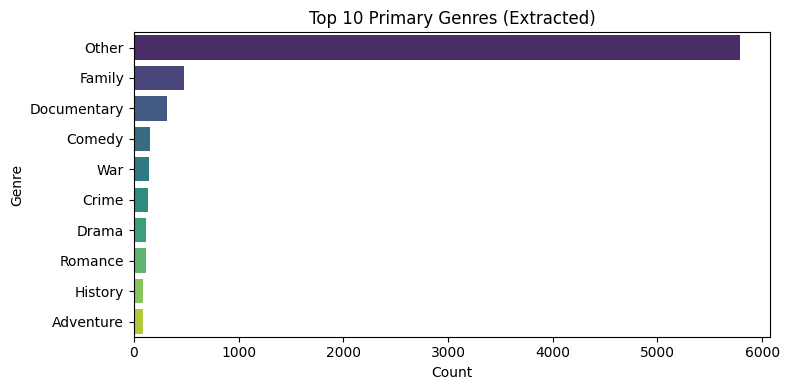 Top 10 Primary Genres (Extracted)
Genre
Other
Family
Documentary
Comedy
War
Crime
Drama
Romance
History
Adventure
0 1000 2000 3000 4000 5000 6000
Count